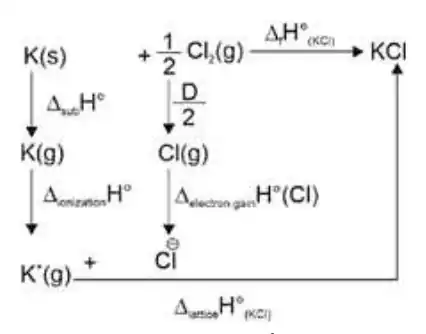 K(s) + 1/2 Cl₂(g) ΔfH°(KCl) KCl
ΔsubH° D/2
K(g) Cl(g)
ΔionizationH° Δelectron gainH°(Cl)
K⁺(g) + Cl⊖
ΔlatticeH°(KCl)